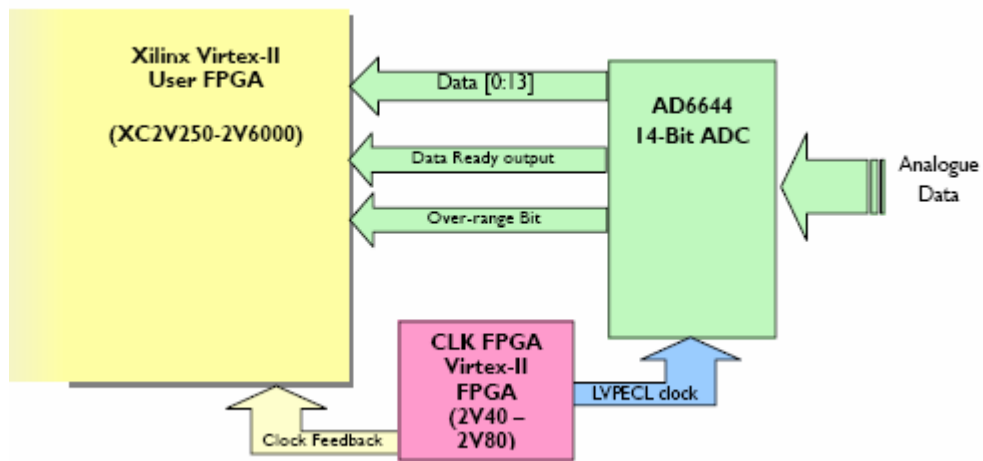 Xilinx Virtex-II
User FPGA
(XC2V250-2V6000)
Data [0:13]
Data Ready output
Over-range Bit
AD6644
14-Bit ADC
Analogue
Data
CLK FPGA
Virtex-II
FPGA
(2V40 –
2V80)
LVPECL clock
Clock Feedback